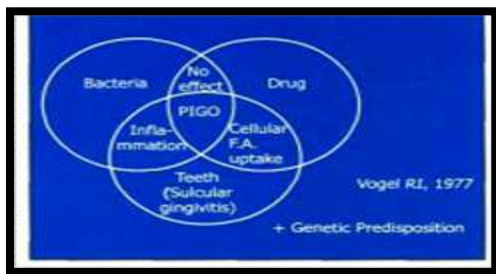 Bacteria
No
effect
Drug
PIGO
Infla-
mmation
Cellular
F.A.
uptake
Teeth
(Sulcular
gingivitis)
Vogel RI, 1977
+ Genetic Predisposition